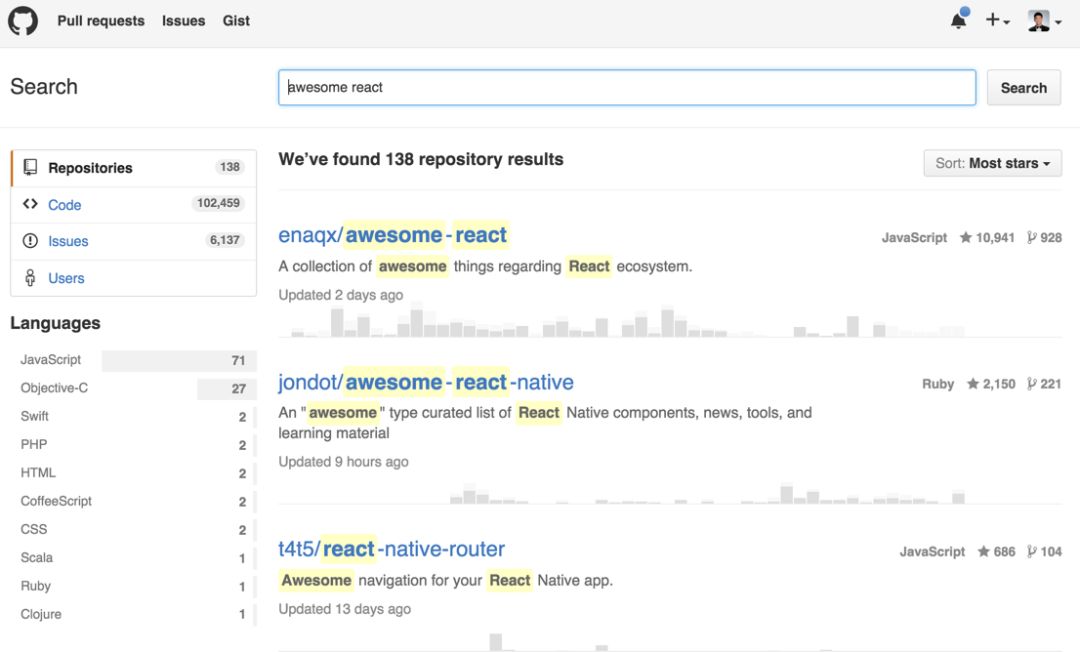 Pull requests Issues Gist
Search
awesome react
Search
Repositories 138
Code 102,459
Issues 6,137
Users
Languages
JavaScript 71
Objective-C 27
Swift 2
PHP 2
HTML 2
CoffeeScript 2
CSS 2
Scala 1
Ruby 1
Clojure 1
We've found 138 repository results
Sort: Most stars
enaqx/awesome-react
JavaScript 10,941 928
A collection of awesome things regarding React ecosystem.
Updated 2 days ago
jondot/awesome-react-native
Ruby 2,150 221
An "awesome" type curated list of React Native components, news, tools, and
learning material
Updated 9 hours ago
t4t5/react-native-router
JavaScript 686 104
Awesome navigation for your React Native app.
Updated 13 days ago